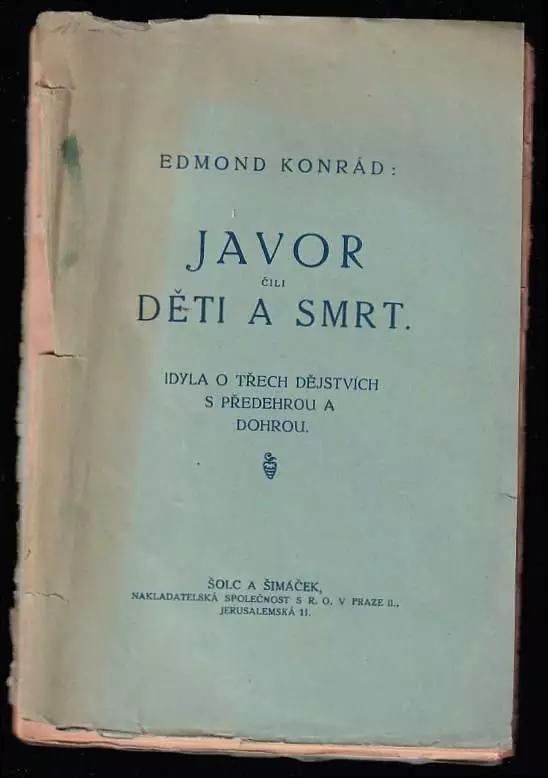 EDMOND KONRÁD:
JAVOR
ČILI
DĚTI A SMRT.
IDYLA O TŘECH DĚJSTVÍCH
S PŘEDEHROU A
DOHROU.
ŠOLC A ŠIMÁČEK,
NAKLADATELSKÁ SPOLEČNOST S R. O. V PRAZE II.,
JERUSALEMSKÁ 11.